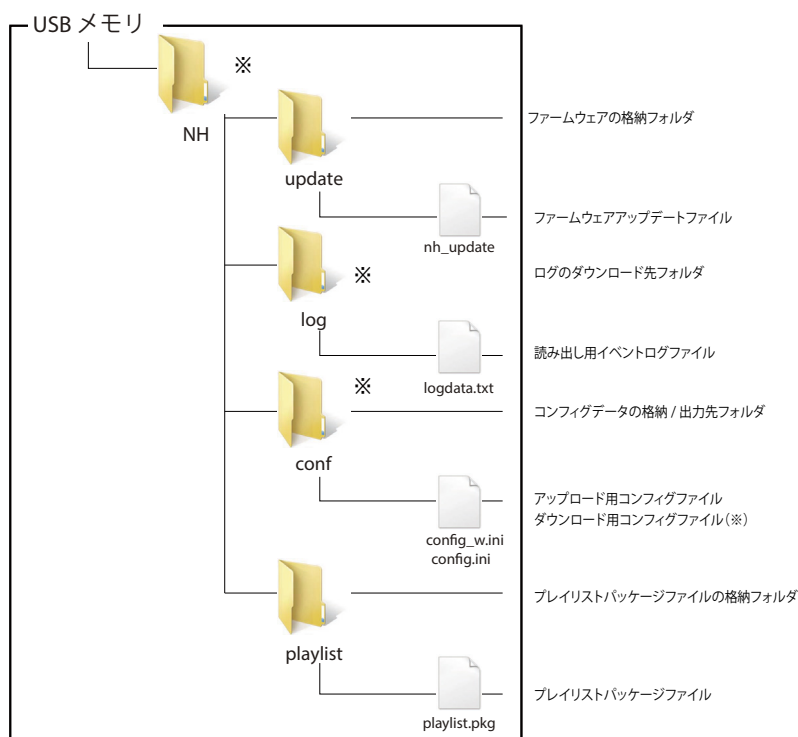 USB メモリ
※
NH
ファームウェアの格納フォルダ
update
ファームウェアアップデートファイル
nh_update
※
ログのダウンロード先フォルダ
log
読み出し用イベントログファイル
logdata.txt
※
コンフィグデータの格納 / 出力先フォルダ
conf
アップロード用コンフィグファイル
ダウンロード用コンフィグファイル(※)
config_w.ini
config.ini
プレイリストパッケージファイルの格納フォルダ
playlist
プレイリストパッケージファイル
playlist.pkg